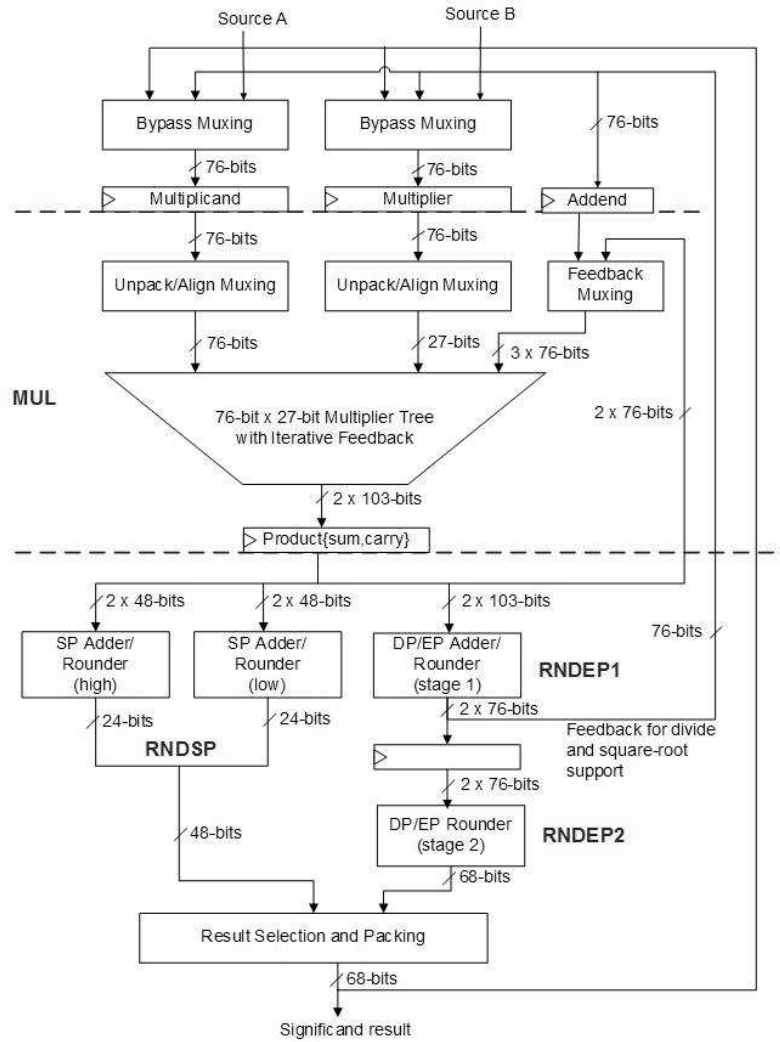 Source A
Source B
Bypass Muxing
Bypass Muxing
76-bits
76-bits
76-bits
Multiplicand
Multiplier
Addend
76-bits
76-bits
Unpack/Align Muxing
Unpack/Align Muxing
Feedback
Muxing
76-bits
27-bits
3 x 76-bits
MUL
76-bit x 27-bit Multiplier Tree
with Iterative Feedback
2 x 76-bits
2 x 103-bits
Product{sum,carry}
2 x 48-bits
2 x 48-bits
2 x 103-bits
76-bits
SP Adder/
Rounder
(high)
SP Adder/
Rounder
(low)
DP/EP Adder/
Rounder
(stage 1)
RNDEP1
24-bits
24-bits
2 x 76-bits
RNDSP
Feedback for divide
and square-root
support
2 x 76-bits
48-bits
DP/EP Rounder
(stage 2)
RNDEP2
68-bits
Result Selection and Packing
68-bits
Significand result